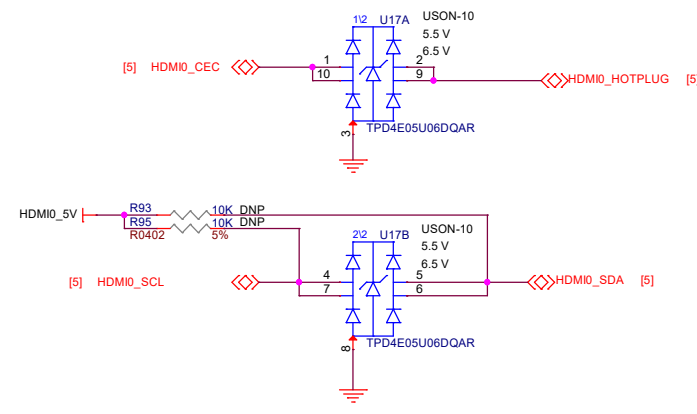 1\2 U17A USON-10
5.5 V
6.5 V
[5] HDMI0_CEC 1 2
10 9 HDMI0_HOTPLUG [5]
3 TPD4E05U06DQAR
HDMI0_5V R93 10K DNP
R95 10K DNP
R0402 5%
2\2 U17B USON-10
5.5 V
6.5 V
[5] HDMI0_SCL 4 5 HDMI0_SDA [5]
7 6
8 TPD4E05U06DQAR